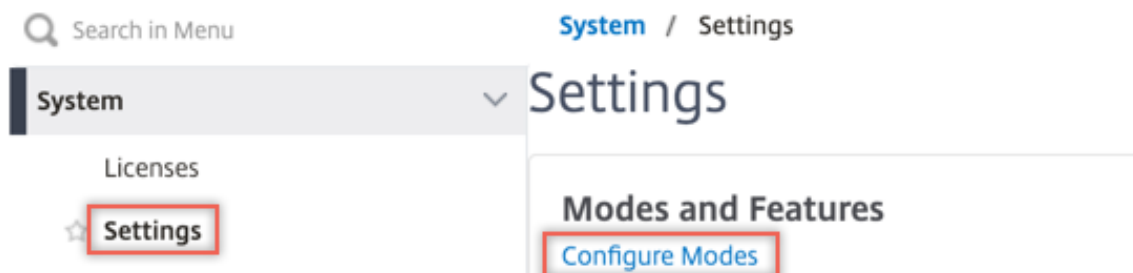 Search in Menu
System
Licenses
Settings
System / Settings
Settings
Modes and Features
Configure Modes